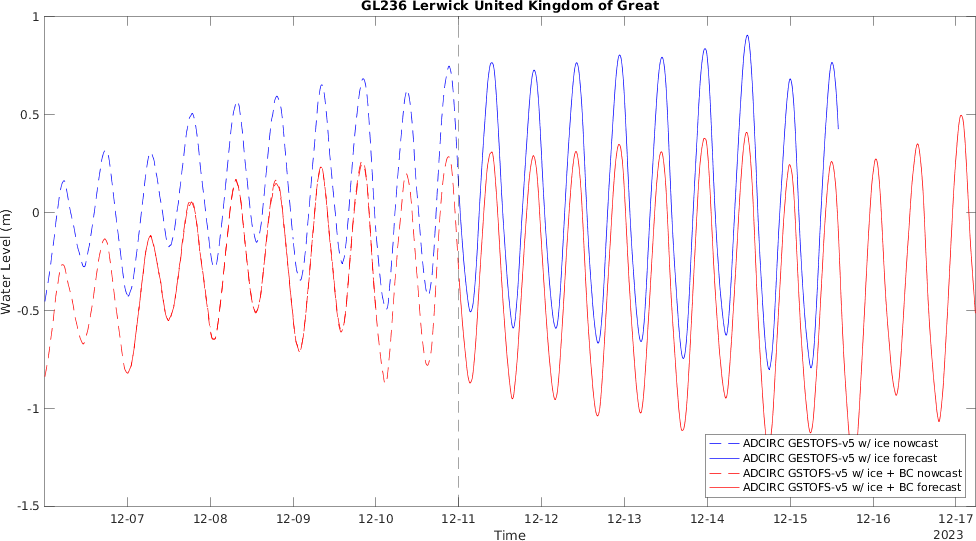 GL236 Lerwick United Kingdom of Great
1
0.5
0
-0.5
-1
-1.5
Water Level (m)
12-07
12-08
12-09
12-10
12-11
12-12
12-13
12-14
12-15
12-16
12-17
Time
2023
ADCIRC GESTOFS-v5 w/ ice nowcast
ADCIRC GESTOFS-v5 w/ ice forecast
ADCIRC GSTOFS-v5 w/ ice + BC nowcast
ADCIRC GSTOFS-v5 w/ ice + BC forecast